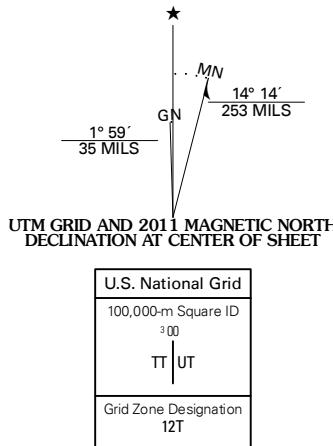 ★
MN
GN
1° 59´
35 MILS
14° 14´
253 MILS
UTM GRID AND 2011 MAGNETIC NORTH
DECLINATION AT CENTER OF SHEET
U.S. National Grid
100,000-m Square ID
³00
TT UT
Grid Zone Designation
12T